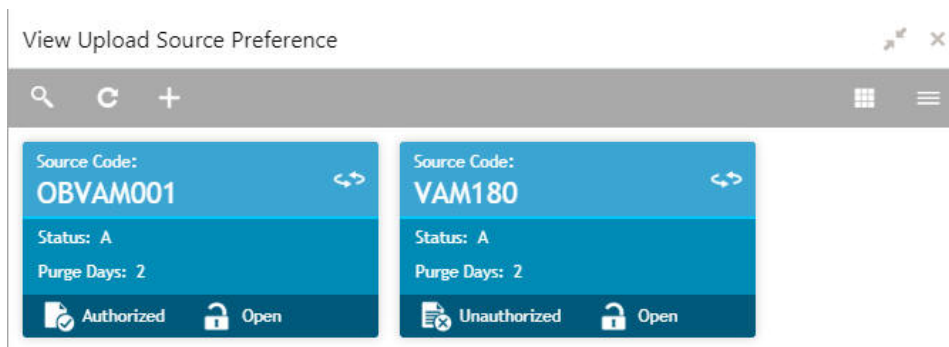 View Upload Source Preference
Source Code:
OBVAM001
Status: A
Purge Days: 2
Authorized Open
Source Code:
VAM180
Status: A
Purge Days: 2
Unauthorized Open